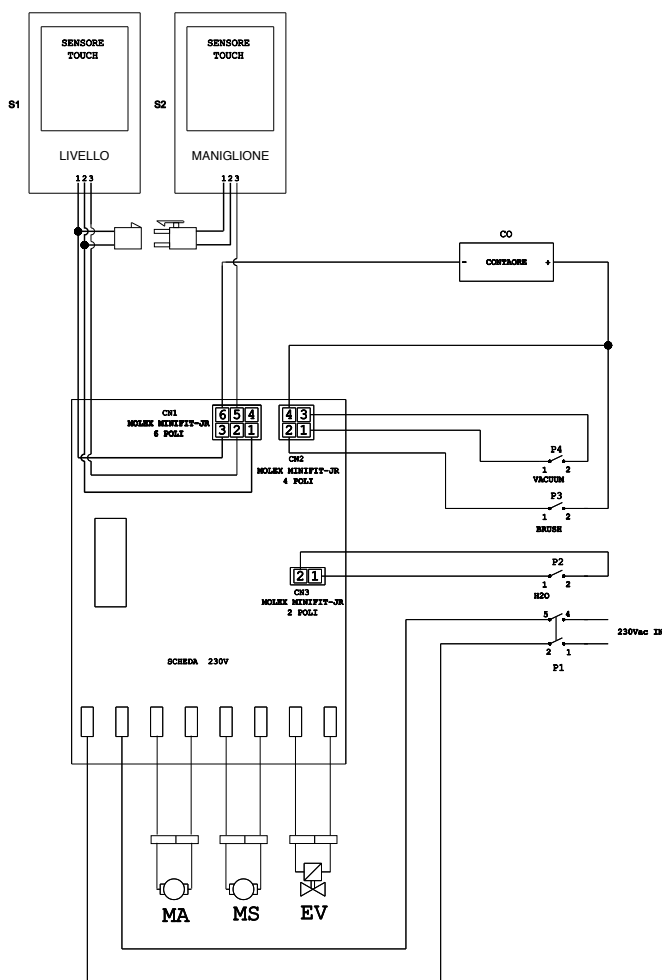 SENSORE
TOUCH
SENSORE
TOUCH
S1
S2
LIVELLO
MANIGLIONE
1 2 3
1 2 3
CO
- CONTAORE +
CN1
MOLEX MINIFIT-JR
6 POLI
6 5 4
3 2 1
4 3
2 1
CN2
MOLEX MINIFIT-JR
4 POLI
P4
1 2
VACUUM
P3
1 2
BRUSH
P2
1 2
H2O
2 1
CN3
MOLEX MINIFIT-JR
2 POLI
5 4
230Vac IN
2 1
P1
SCHEDA 230V
MA
MS
EV